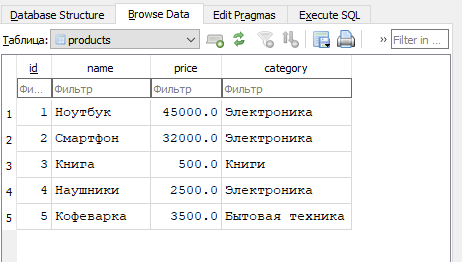 Database Structure Browse Data Edit Pragmas Execute SQL
Таблица: products » Filter in ...
id name price category
Фи... Фильтр Фильтр Фильтр
1 1 Ноутбук 45000.0 Электроника
2 2 Смартфон 32000.0 Электроника
3 3 Книга 500.0 Книги
4 4 Наушники 2500.0 Электроника
5 5 Кофеварка 3500.0 Бытовая техника